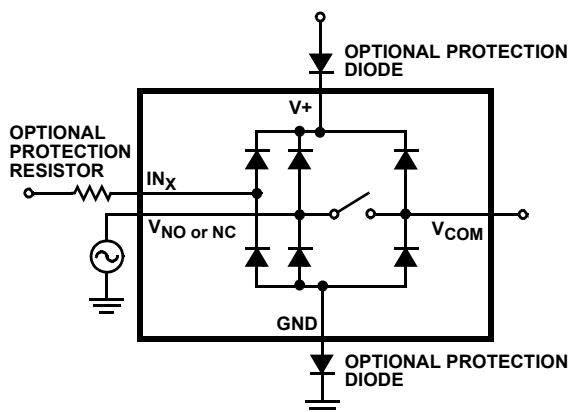 OPTIONAL PROTECTION
DIODE
V+
OPTIONAL
PROTECTION
RESISTOR
INX
VNO or NC
VCOM
GND
OPTIONAL PROTECTION
DIODE